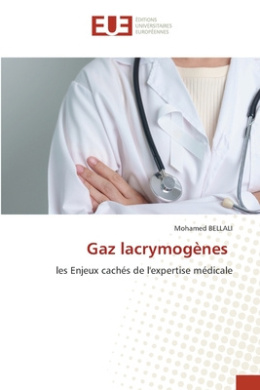 EUE
ÉDITIONS
UNIVERSITAIRES
EUROPÉENNES
Mohamed BELLALI
Gaz lacrymogènes
les Enjeux cachés de l'expertise médicale